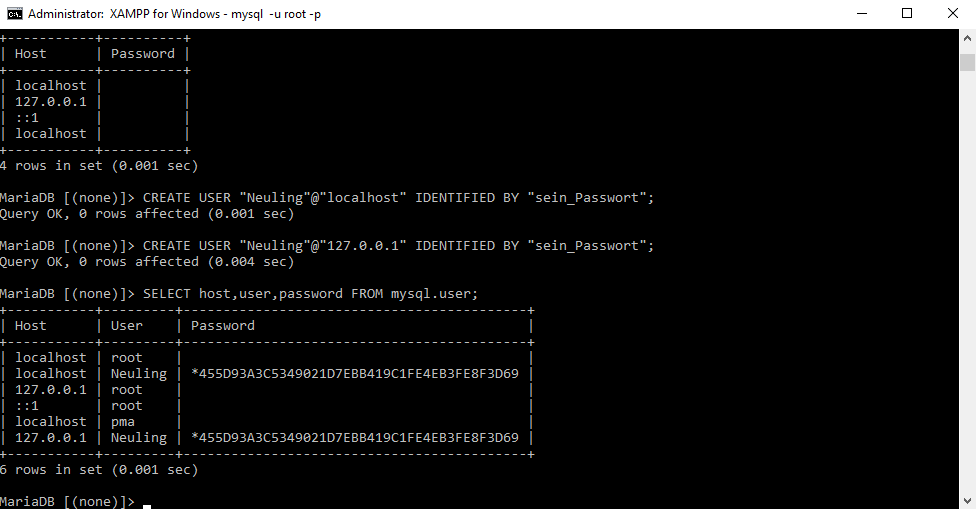 Administrator: XAMPP for Windows - mysql -u root -p
+-----------+----------+
| Host      | Password |
+-----------+----------+
| localhost |          |
| 127.0.0.1 |          |
| ::1       |          |
| localhost |          |
+-----------+----------+
4 rows in set (0.001 sec)
MariaDB [(none)]> CREATE USER "Neuling"@"localhost" IDENTIFIED BY "sein_Passwort";
Query OK, 0 rows affected (0.001 sec)
MariaDB [(none)]> CREATE USER "Neuling"@"127.0.0.1" IDENTIFIED BY "sein_Passwort";
Query OK, 0 rows affected (0.004 sec)
MariaDB [(none)]> SELECT host,user,password FROM mysql.user;
+-----------+---------+-------------------------------------------+
| Host      | User    | Password                                  |
+-----------+---------+-------------------------------------------+
| localhost | root    |                                           |
| localhost | Neuling | *455D93A3C5349021D7EBB419C1FE4EB3FE8F3D69 |
| 127.0.0.1 | root    |                                           |
| ::1       | root    |                                           |
| localhost | pma     |                                           |
| 127.0.0.1 | Neuling | *455D93A3C5349021D7EBB419C1FE4EB3FE8F3D69 |
+-----------+---------+-------------------------------------------+
6 rows in set (0.001 sec)
MariaDB [(none)]>